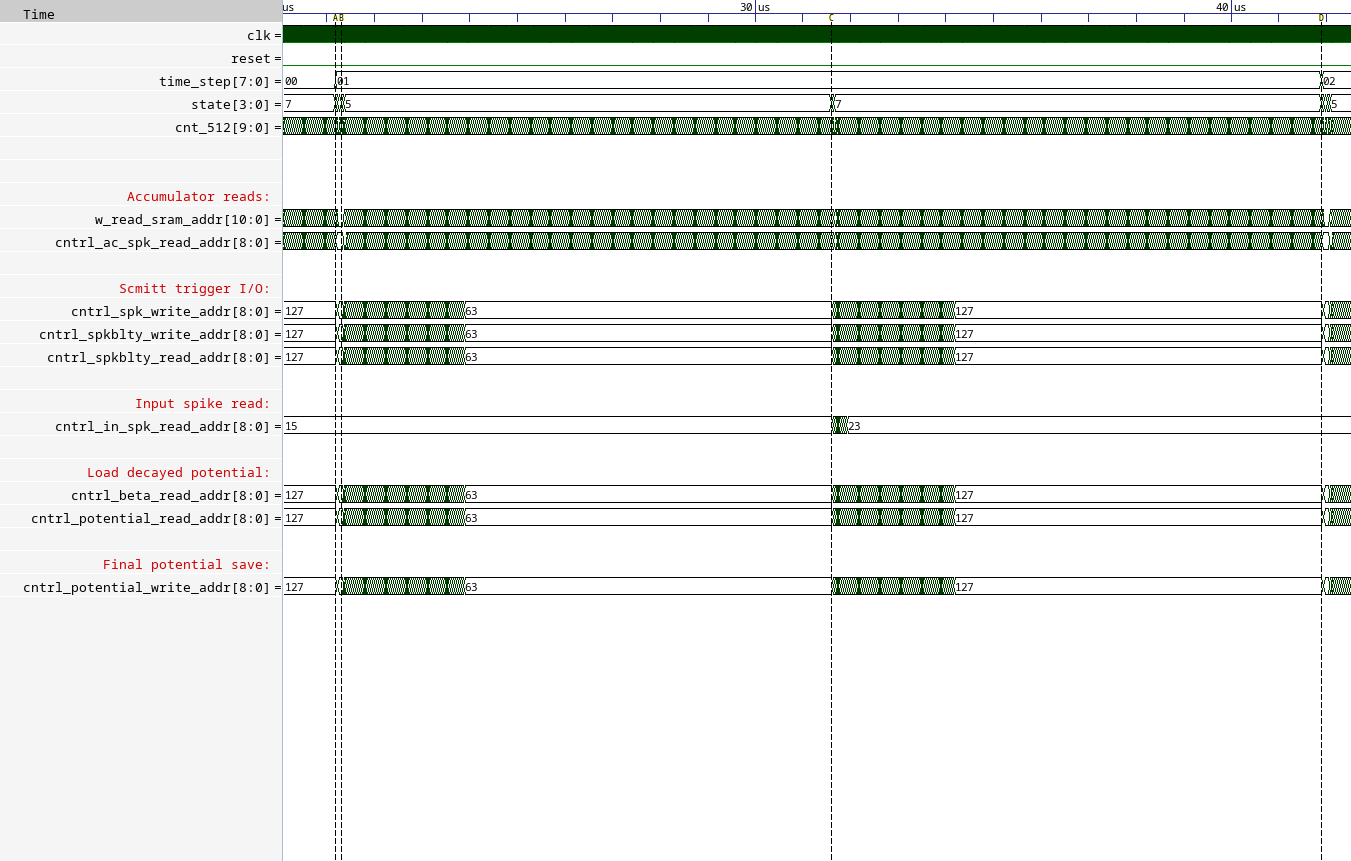 us 30 us 40 us
Time
A B C D
clk =
reset =
time_step[7:0] = 00 01 02
state[3:0] = 7 5 7 5
cnt_512[9:0] =
Accumulator reads:
w_read_sram_addr[10:0] =
cntrl_ac_spk_read_addr[8:0] =
Scmitt trigger I/O:
cntrl_spk_write_addr[8:0] = 127 63 127
cntrl_spkblty_write_addr[8:0] = 127 63 127
cntrl_spkblty_read_addr[8:0] = 127 63 127
Input spike read:
cntrl_in_spk_read_addr[8:0] = 15 23
Load decayed potential:
cntrl_beta_read_addr[8:0] = 127 63 127
cntrl_potential_read_addr[8:0] = 127 63 127
Final potential save:
cntrl_potential_write_addr[8:0] = 127 63 127